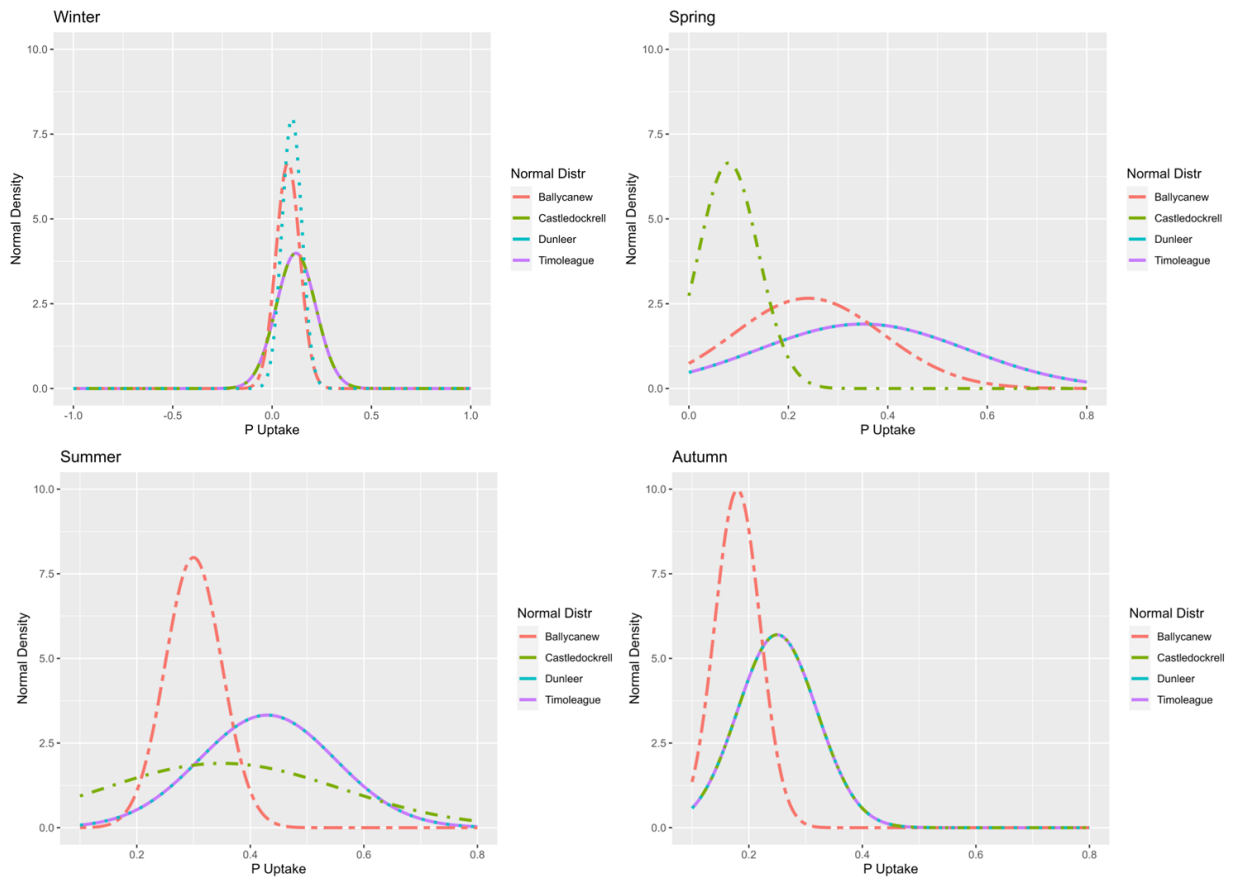 Winter
10.0
7.5
5.0
2.5
0.0
Normal Density
-1.0 -0.5 0.0 0.5 1.0
P Uptake
Normal Distr
Ballycanew
Castledockrell
Dunleer
Timoleague
Spring
10.0
7.5
5.0
2.5
0.0
Normal Density
0.0 0.2 0.4 0.6 0.8
P Uptake
Normal Distr
Ballycanew
Castledockrell
Dunleer
Timoleague
Summer
10.0
7.5
5.0
2.5
0.0
Normal Density
0.2 0.4 0.6 0.8
P Uptake
Normal Distr
Ballycanew
Castledockrell
Dunleer
Timoleague
Autumn
10.0
7.5
5.0
2.5
0.0
Normal Density
0.2 0.4 0.6 0.8
P Uptake
Normal Distr
Ballycanew
Castledockrell
Dunleer
Timoleague